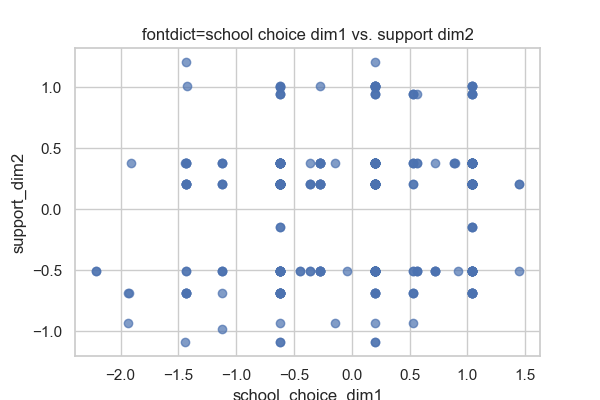 fontdict=school choice dim1 vs. support dim2
1.0
0.5
0.0
−0.5
−1.0
support_dim2
−2.0 −1.5 −1.0 −0.5 0.0 0.5 1.0 1.5
school_choice_dim1